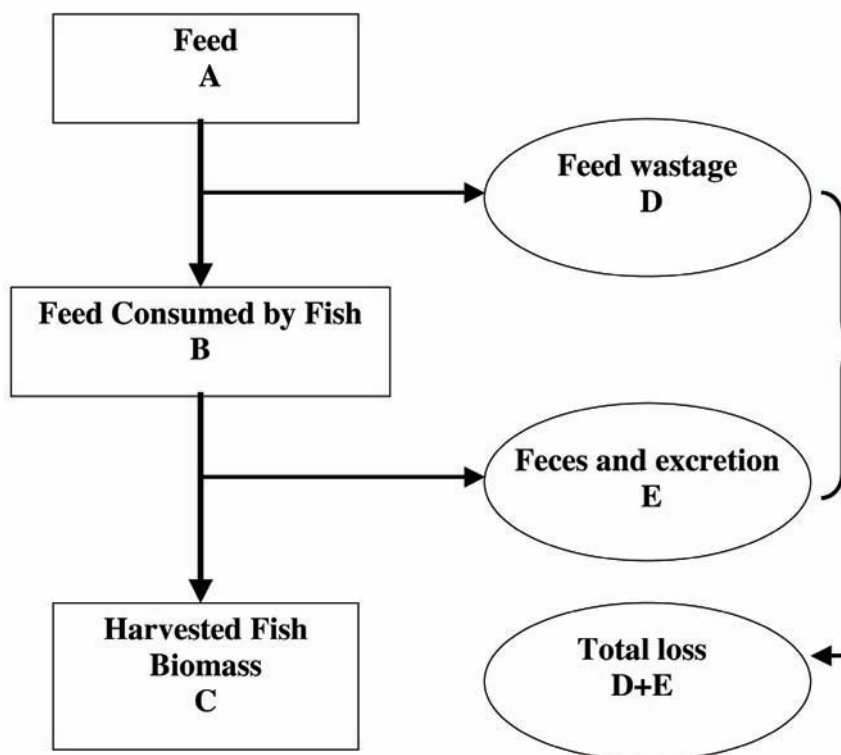 Feed
A
Feed wastage
D
Feed Consumed by Fish
B
Feces and excretion
E
Harvested Fish
Biomass
C
Total loss
D+E